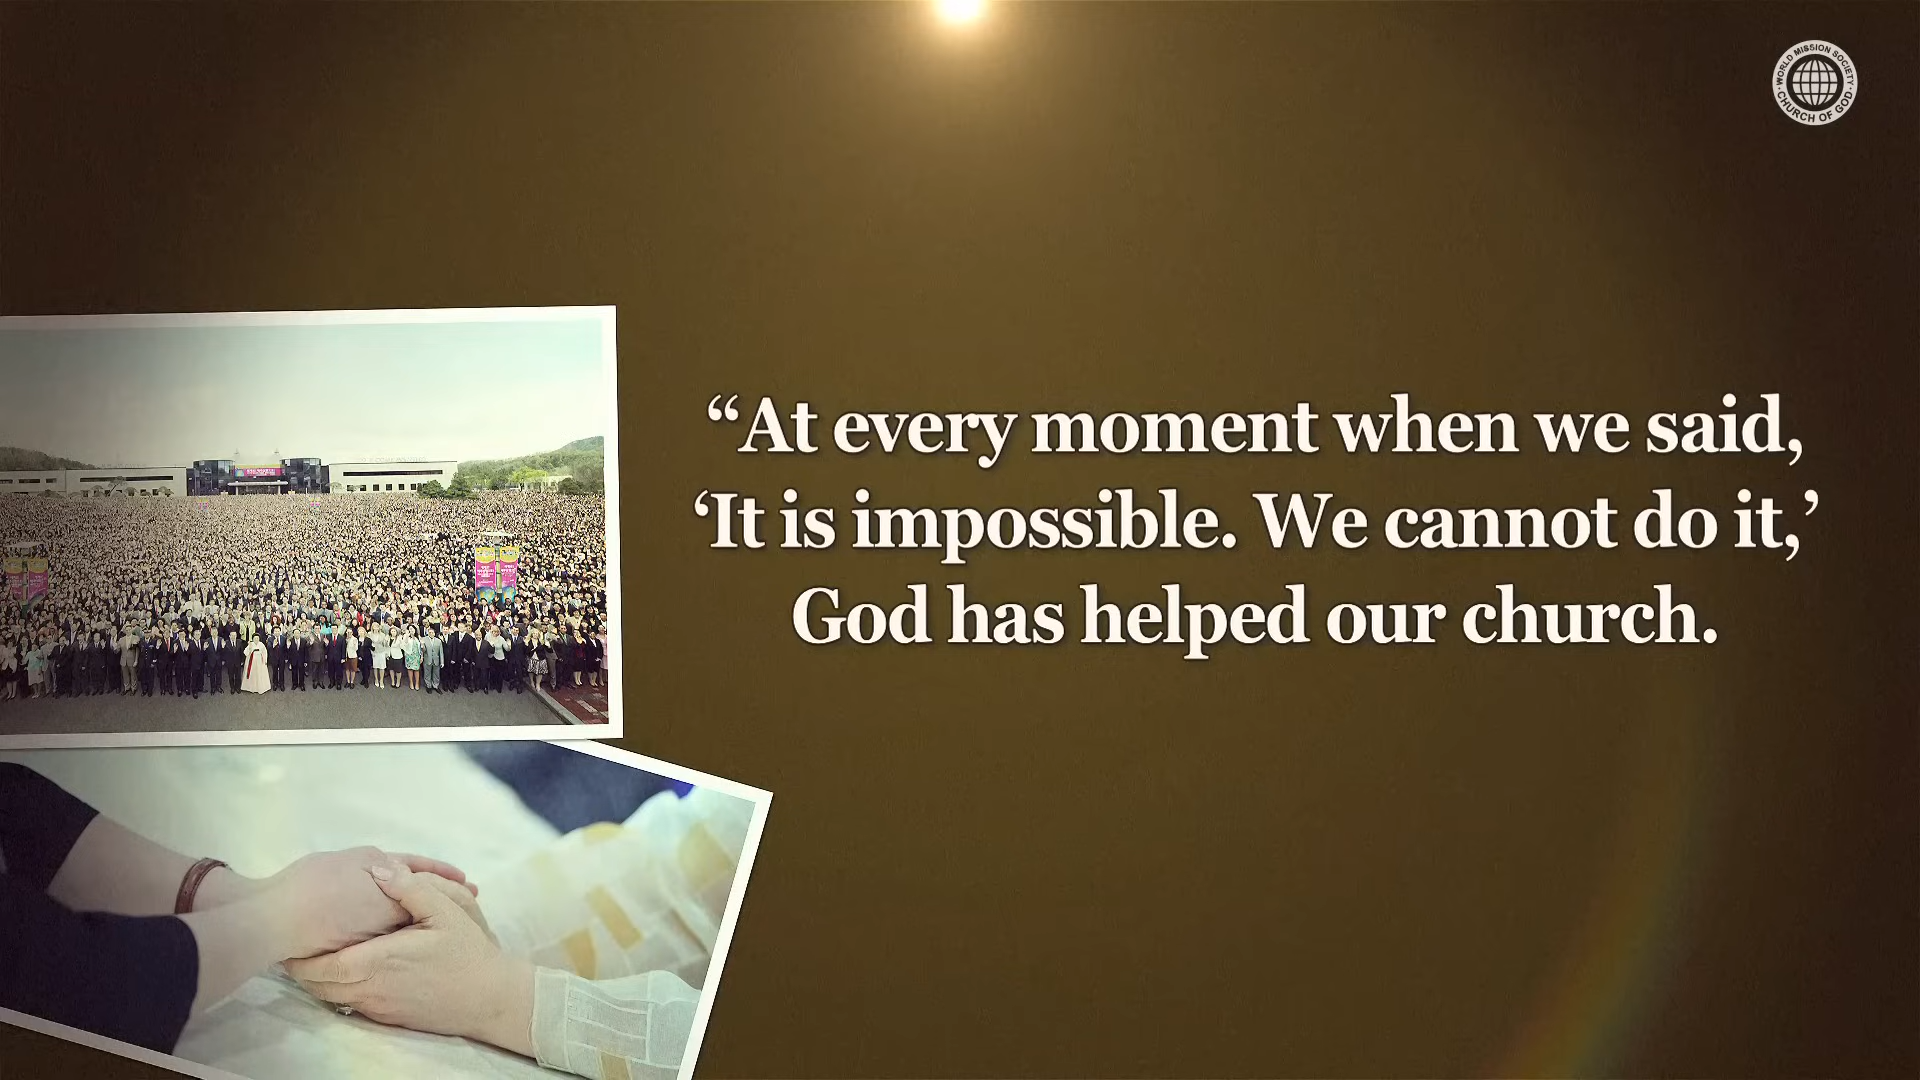 WORLD MISSION SOCIETY
CHURCH OF GOD
“At every moment when we said,
‘It is impossible. We cannot do it,’
God has helped our church.